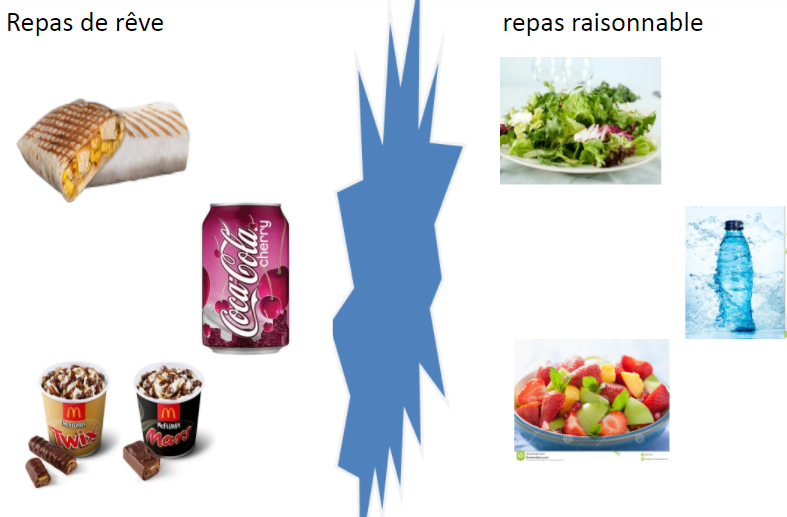 Repas de rêve
repas raisonnable
Coca-Cola
cherry
McFLURRY
Twix
McFLURRY
Mars